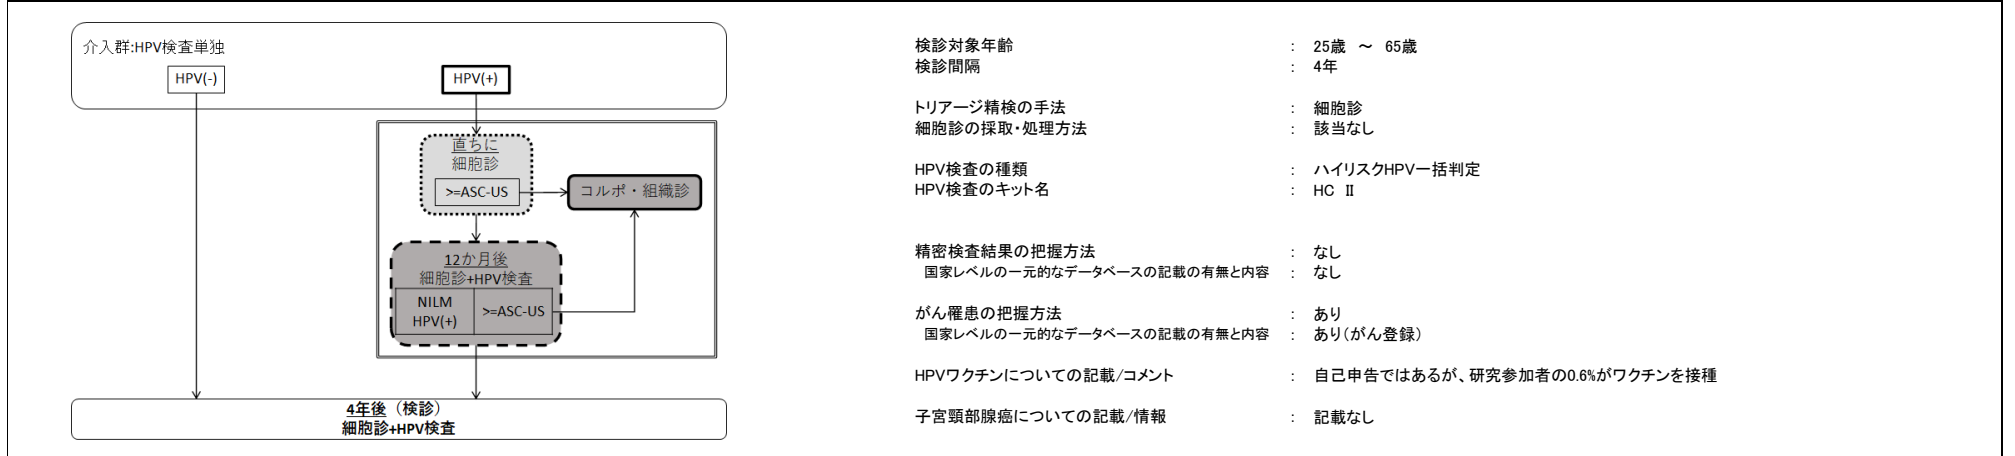 介入群:HPV検査単独
HPV(-)
HPV(+)
直ちに
細胞診
>=ASC-US
コルポ・組織診
12か月後
細胞診+HPV検査
NILM
HPV(+)
>=ASC-US
4年後（検診）
細胞診+HPV検査
検診対象年齢 : 25歳 ～ 65歳
検診間隔 : 4年
トリアージ精検の手法 : 細胞診
細胞診の採取・処理方法 : 該当なし
HPV検査の種類 : ハイリスクHPV一括判定
HPV検査のキット名 : HC Ⅱ
精密検査結果の把握方法 : なし
国家レベルの一元的なデータベースの記載の有無と内容 : なし
がん罹患の把握方法 : あり
国家レベルの一元的なデータベースの記載の有無と内容 : あり（がん登録）
HPVワクチンについての記載/コメント : 自己申告ではあるが、研究参加者の0.6%がワクチンを接種
子宮頸部腺癌についての記載/情報 : 記載なし